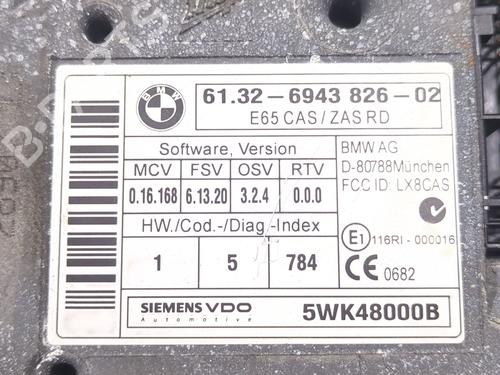 BMW
61.32-6943 826-02
E65 CAS/ZAS RD
Software, Version
MCV FSV OSV RTV
0.16.168 6.13.20 3.2.4 0.0.0
HW./Cod.-/Diag.-Index
1 5 784
BMW AG
D-80788München
FCC ID: LX8CAS
E1 116RI-000016
CE 0682
SIEMENS VDO
Automotive
5WK48000B